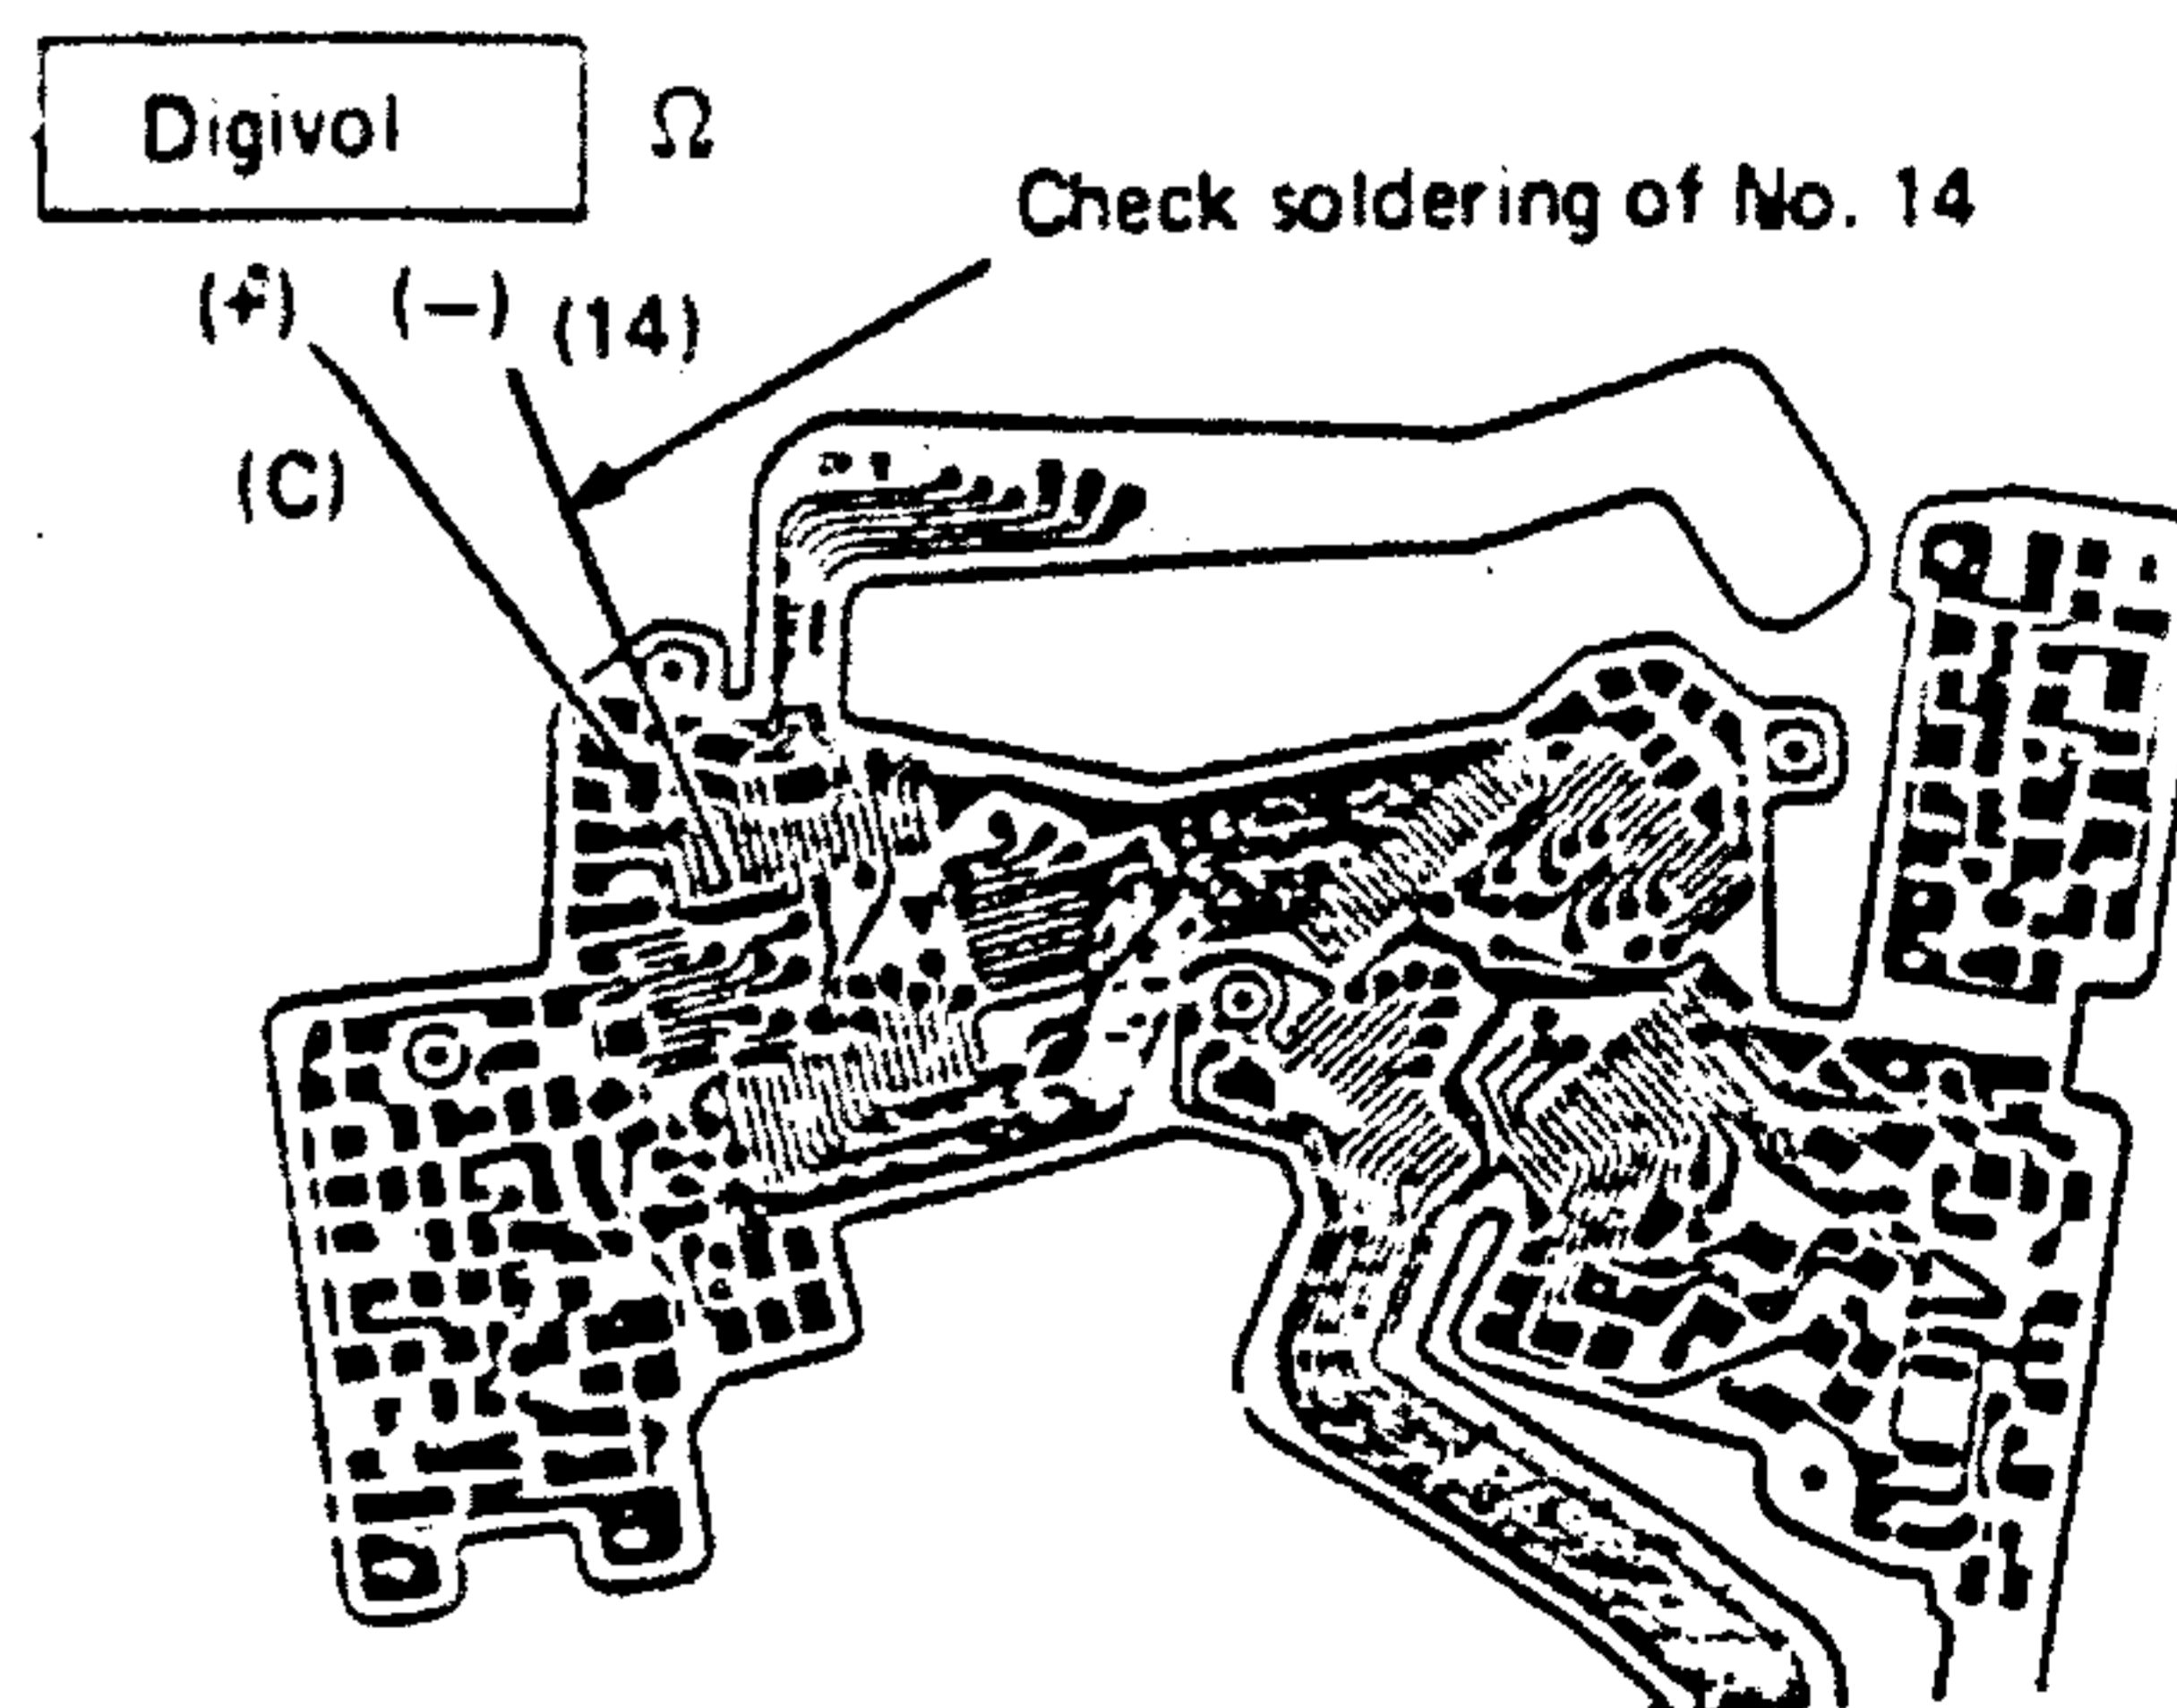 Digivol Ω
Check soldering of No. 14
(+) (−) (14)
(C)